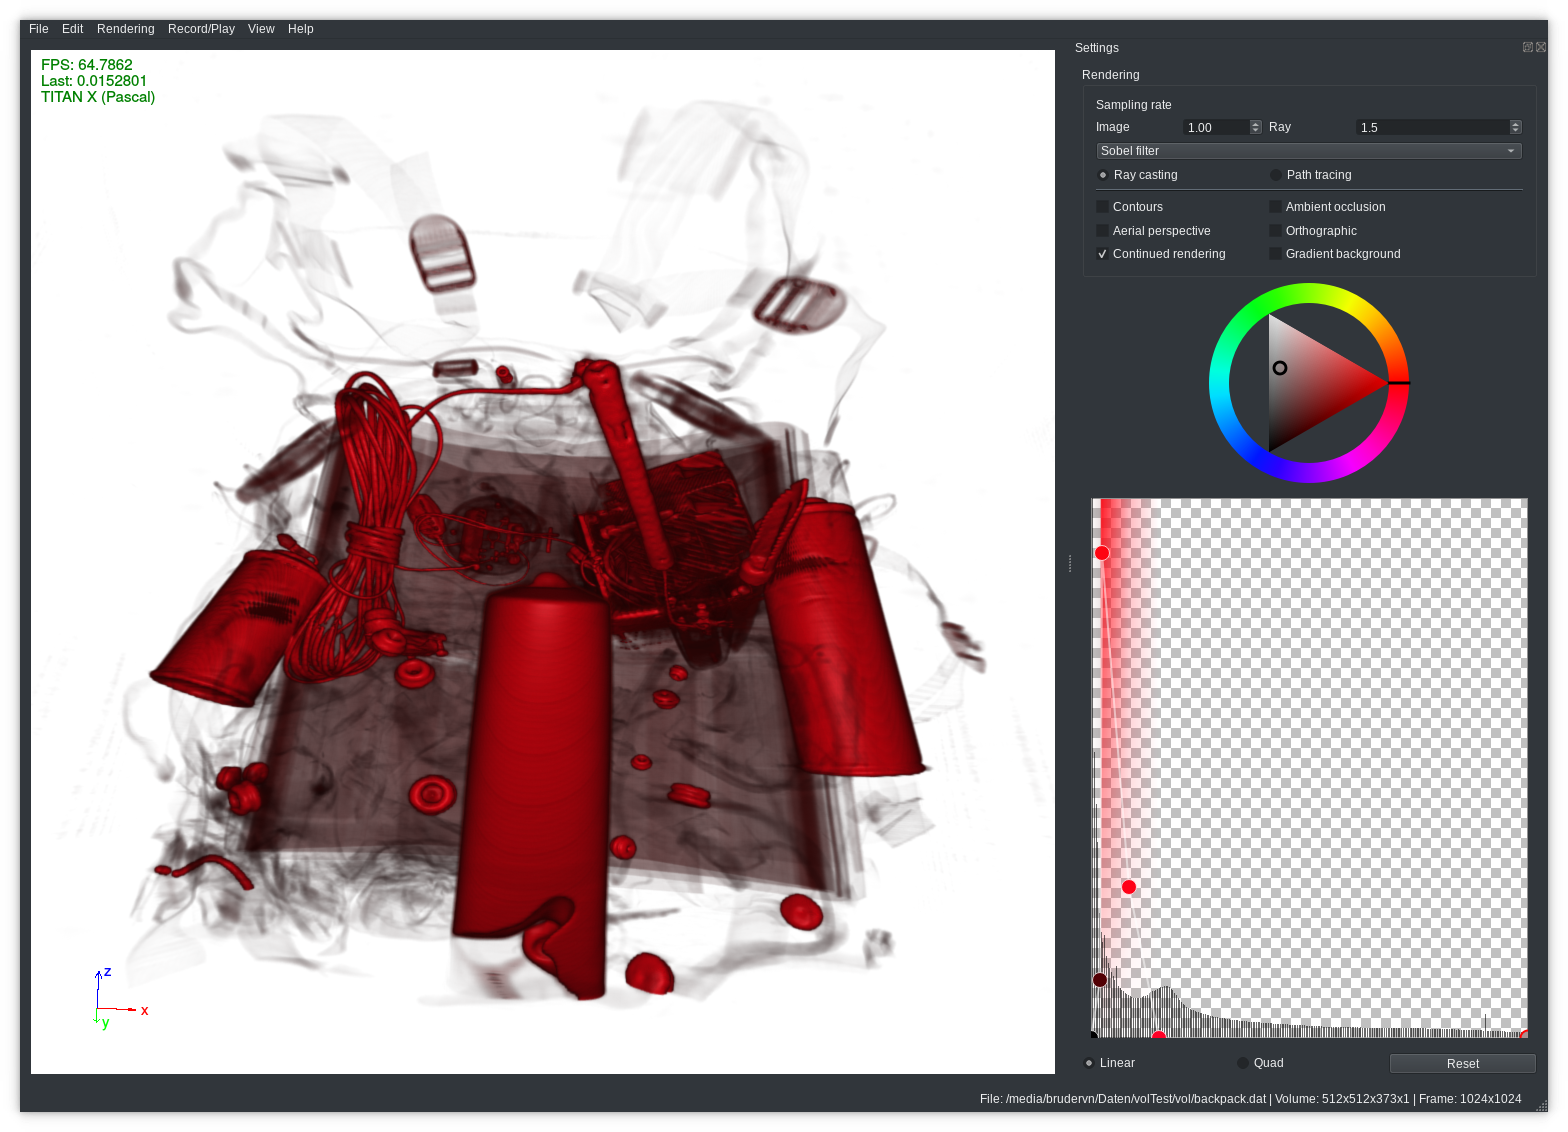 File Edit Rendering Record/Play View Help
Settings
FPS: 64.7862
Last: 0.0152801
TITAN X (Pascal)
Rendering
Sampling rate
Image 1.00 Ray 1.5
Sobel filter
Ray casting Path tracing
Contours Ambient occlusion
Aerial perspective Orthographic
Continued rendering Gradient background
z
x
y
Linear Quad Reset
File: /media/brudervn/Daten/volTest/vol/backpack.dat | Volume: 512x512x373x1 | Frame: 1024x1024